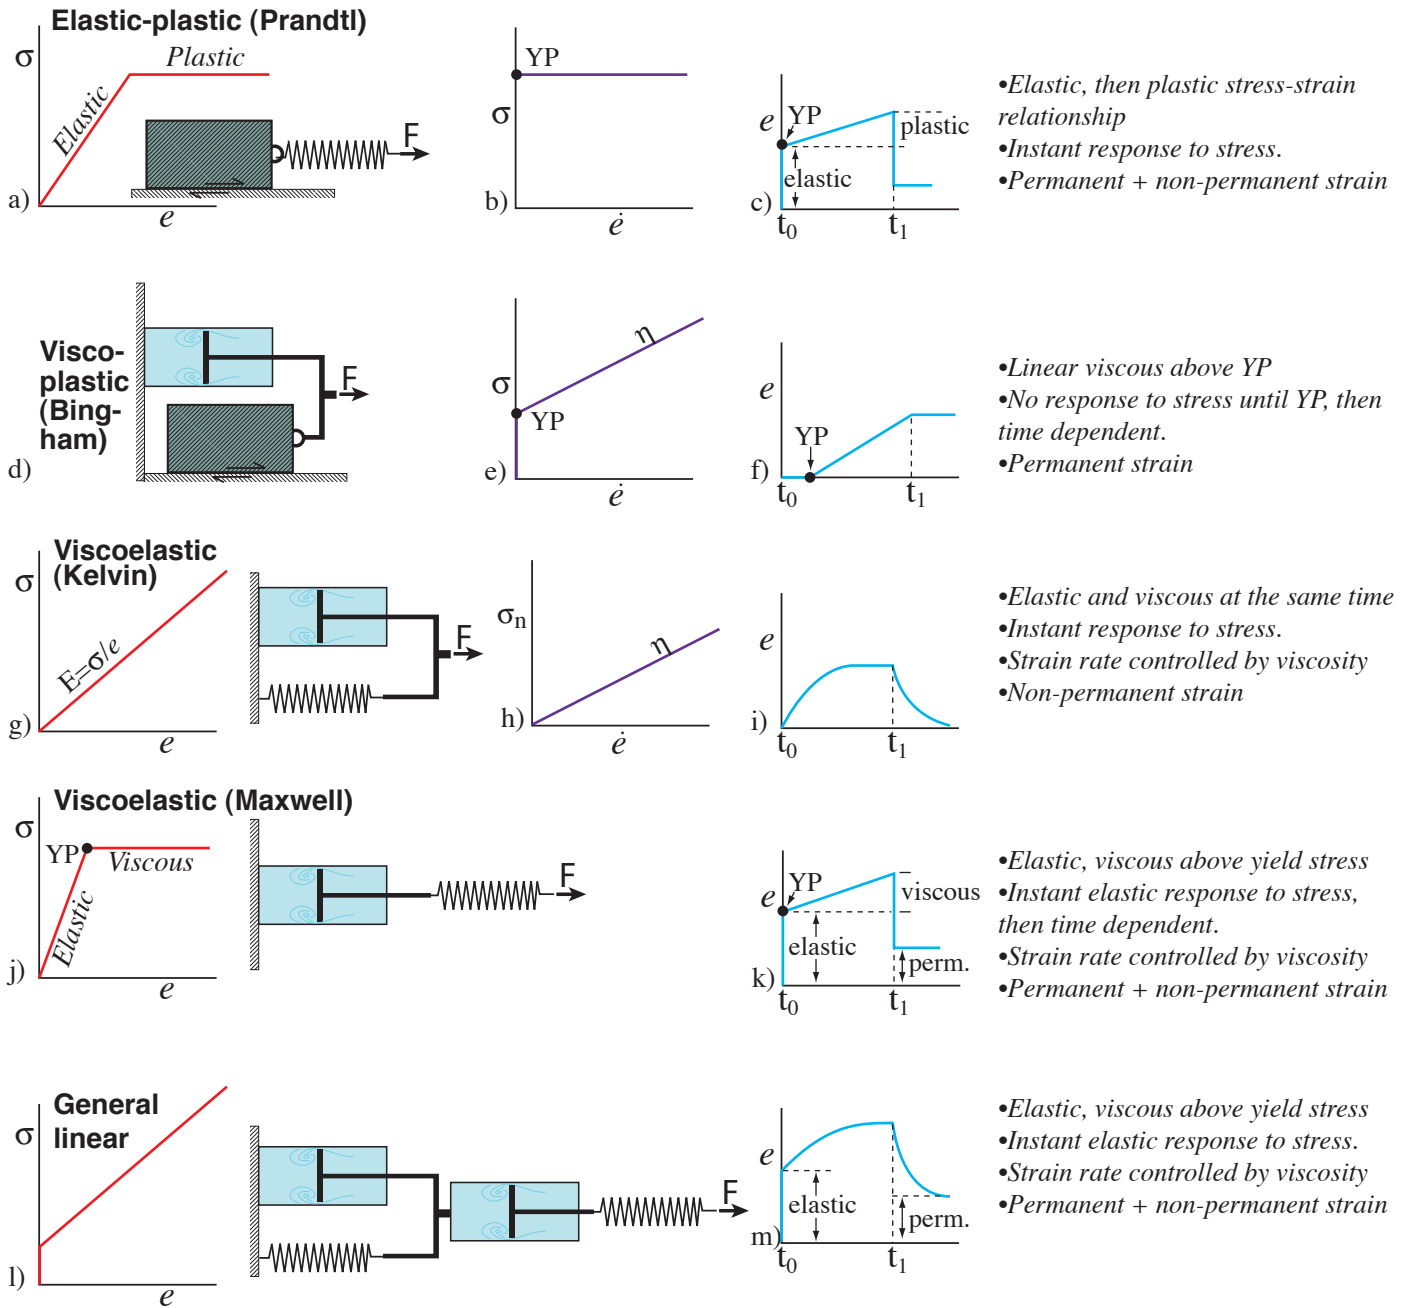 Elastic-plastic (Prandtl)
σ
Plastic
Elastic
F
a)
e
YP
σ
b)
ė
e
YP
plastic
elastic
c)
t0
t1
•Elastic, then plastic stress-strain
relationship
•Instant response to stress.
•Permanent + non-permanent strain
Visco-
plastic
(Bing-
ham)
F
d)
η
σ
YP
e)
ė
e
YP
f)
t0
t1
•Linear viscous above YP
•No response to stress until YP, then
time dependent.
•Permanent strain
Viscoelastic
(Kelvin)
σ
E=σ/e
F
g)
e
σn
η
h)
ė
e
i)
t0
t1
•Elastic and viscous at the same time
•Instant response to stress.
•Strain rate controlled by viscosity
•Non-permanent strain
Viscoelastic (Maxwell)
σ
YP
Viscous
Elastic
F
j)
e
e
YP
viscous
elastic
perm.
k)
t0
t1
•Elastic, viscous above yield stress
•Instant elastic response to stress,
then time dependent.
•Strain rate controlled by viscosity
•Permanent + non-permanent strain
General
linear
σ
F
l)
e
e
elastic
perm.
m)
t0
t1
•Elastic, viscous above yield stress
•Instant elastic response to stress.
•Strain rate controlled by viscosity
•Permanent + non-permanent strain